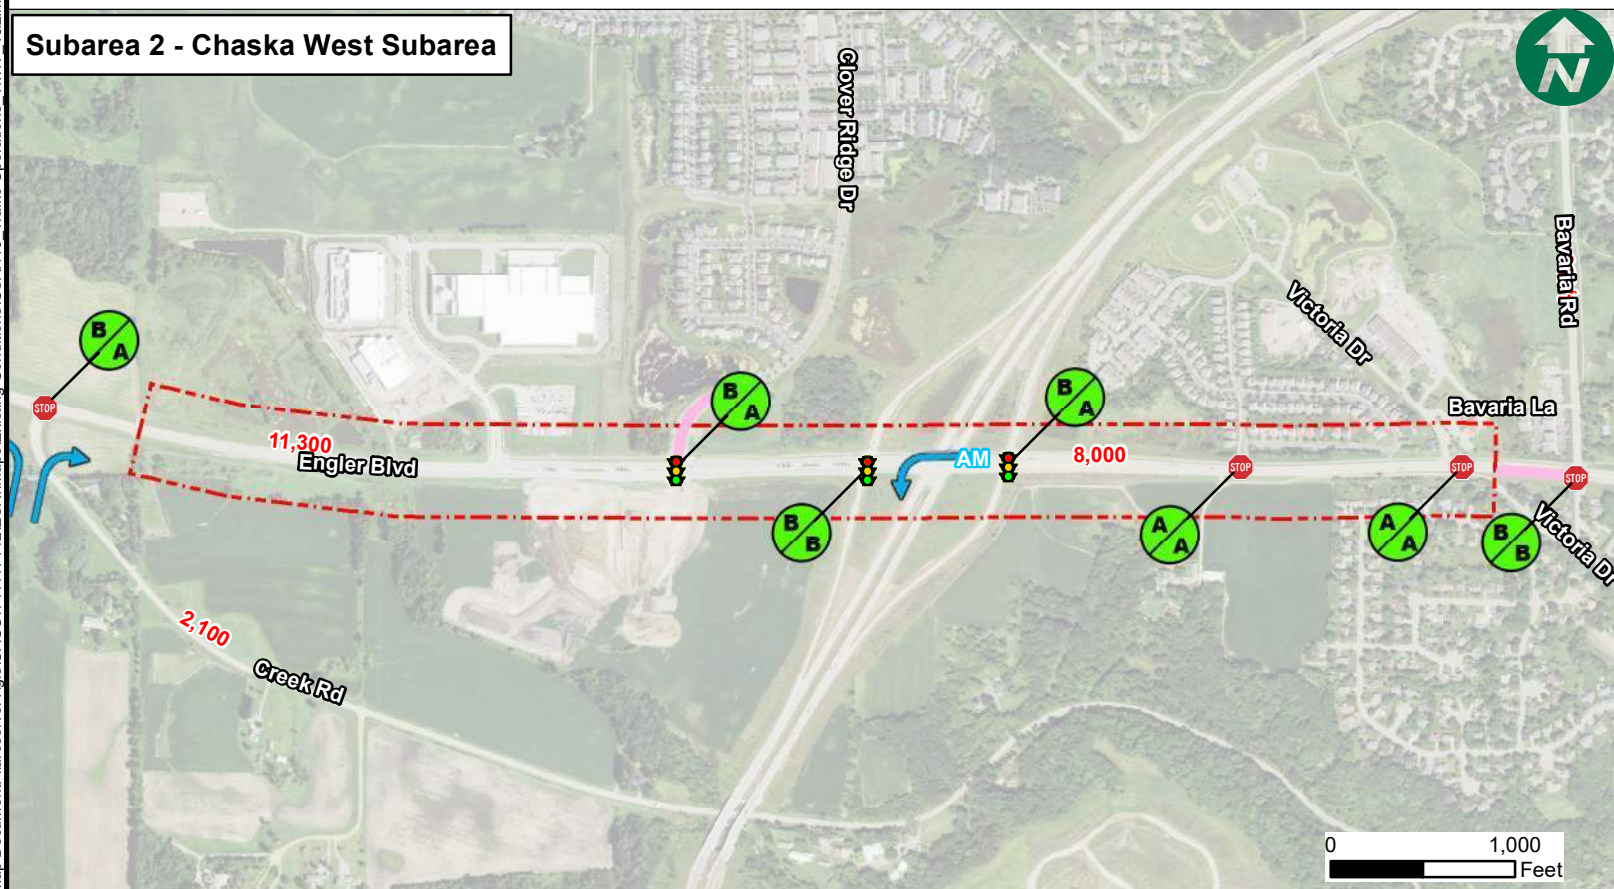 Subarea 2 - Chaska West Subarea
N
Clover Ridge Dr
Bavaria Rd
Victoria Dr
B
A
STOP
B
A
B
A
Bavaria La
11,300
Engler Blvd
AM
8,000
STOP
STOP
STOP
B
B
A
A
A
A
B
B
Victoria Dr
2,100
Creek Rd
0 1,000
Feet